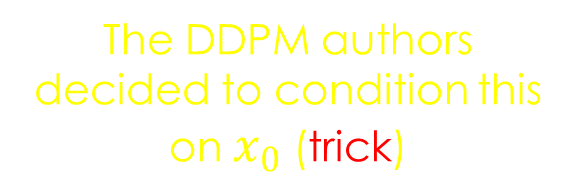 The DDPM authors
decided to condition this
on x₀ (trick)